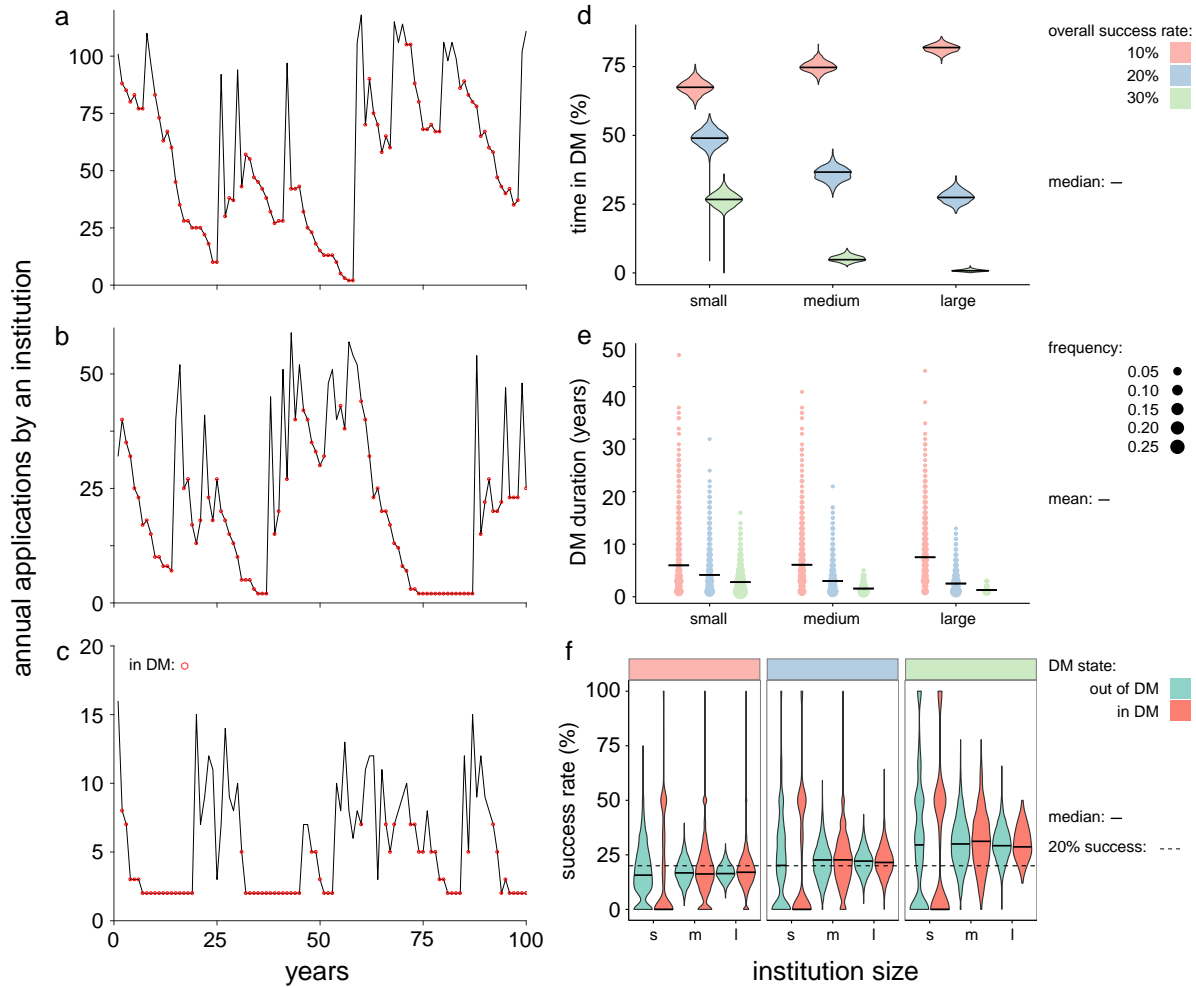 annual applications by an institution
a
100
75
50
25
0
b
50
25
0
c
in DM:
20
15
10
5
0
0
25
50
75
100
years
d
time in DM (%)
75
50
25
0
small
medium
large
overall success rate:
10%
20%
30%
median:
e
DM duration (years)
50
40
30
20
10
0
small
medium
large
frequency:
0.05
0.10
0.15
0.20
0.25
mean:
f
success rate (%)
100
75
50
25
0
s
m
l
s
m
l
s
m
l
institution size
DM state:
out of DM
in DM
median:
20% success: